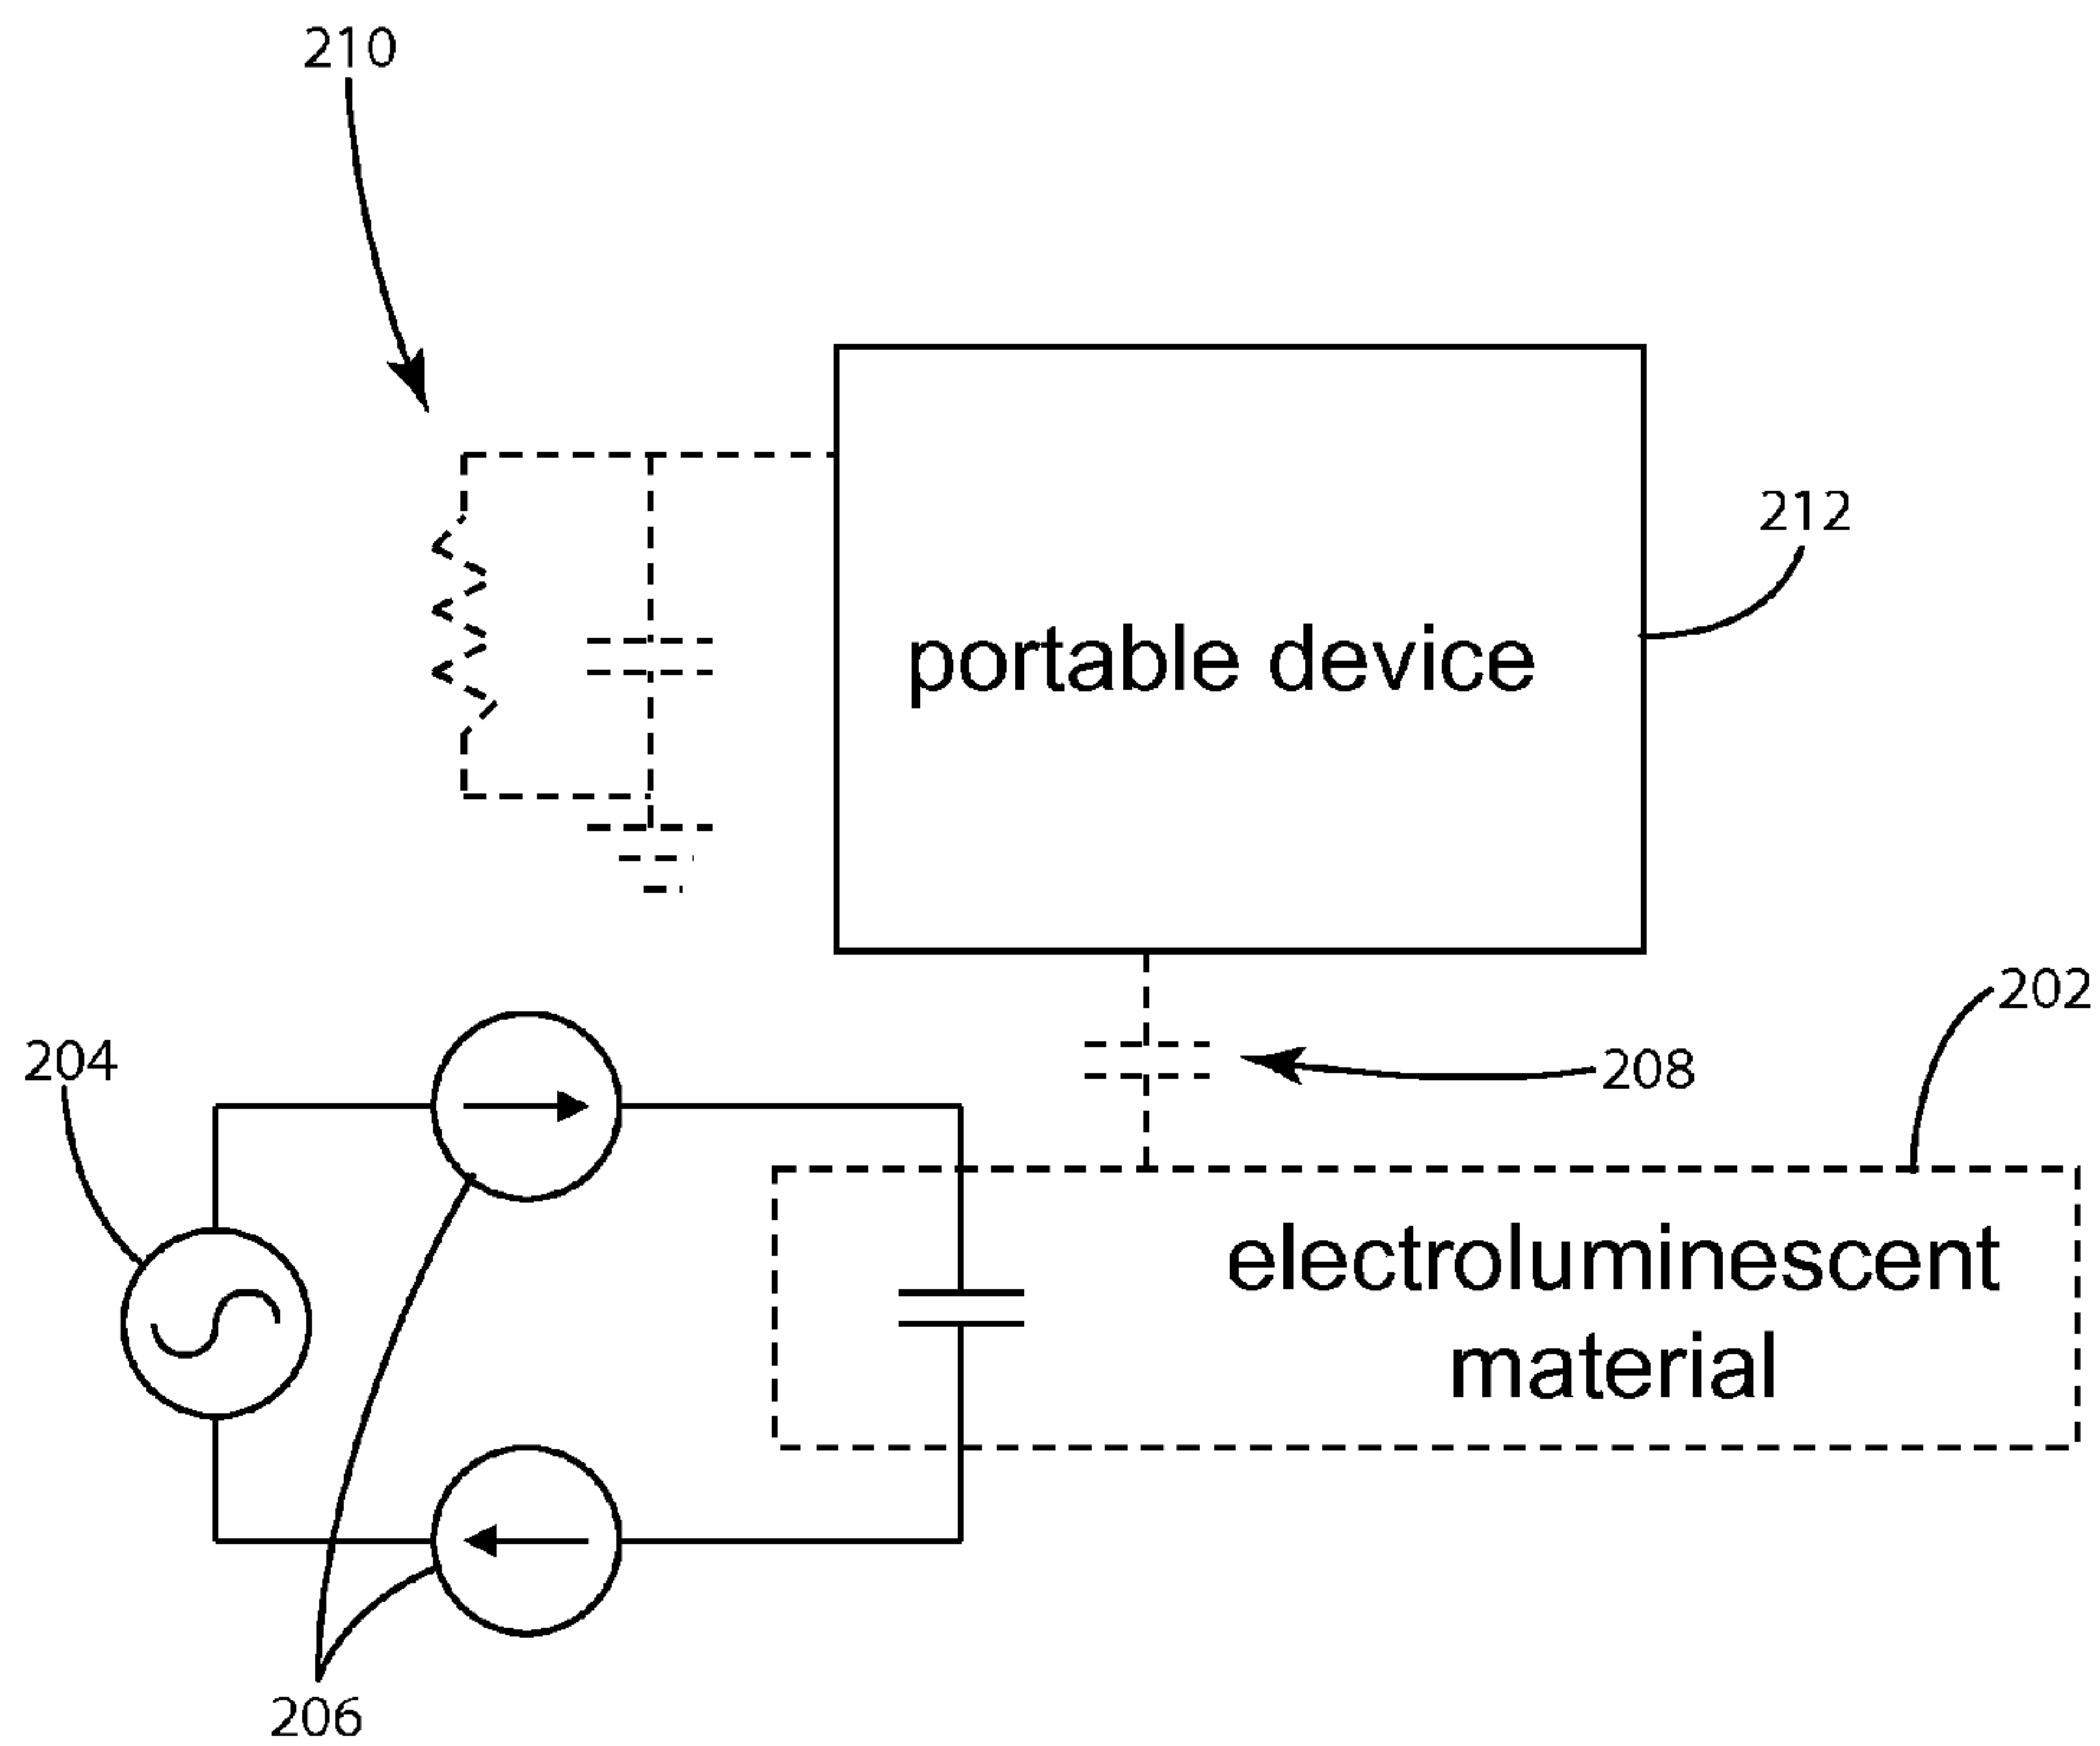 210
212
portable device
202
204
208
electroluminescent
material
206